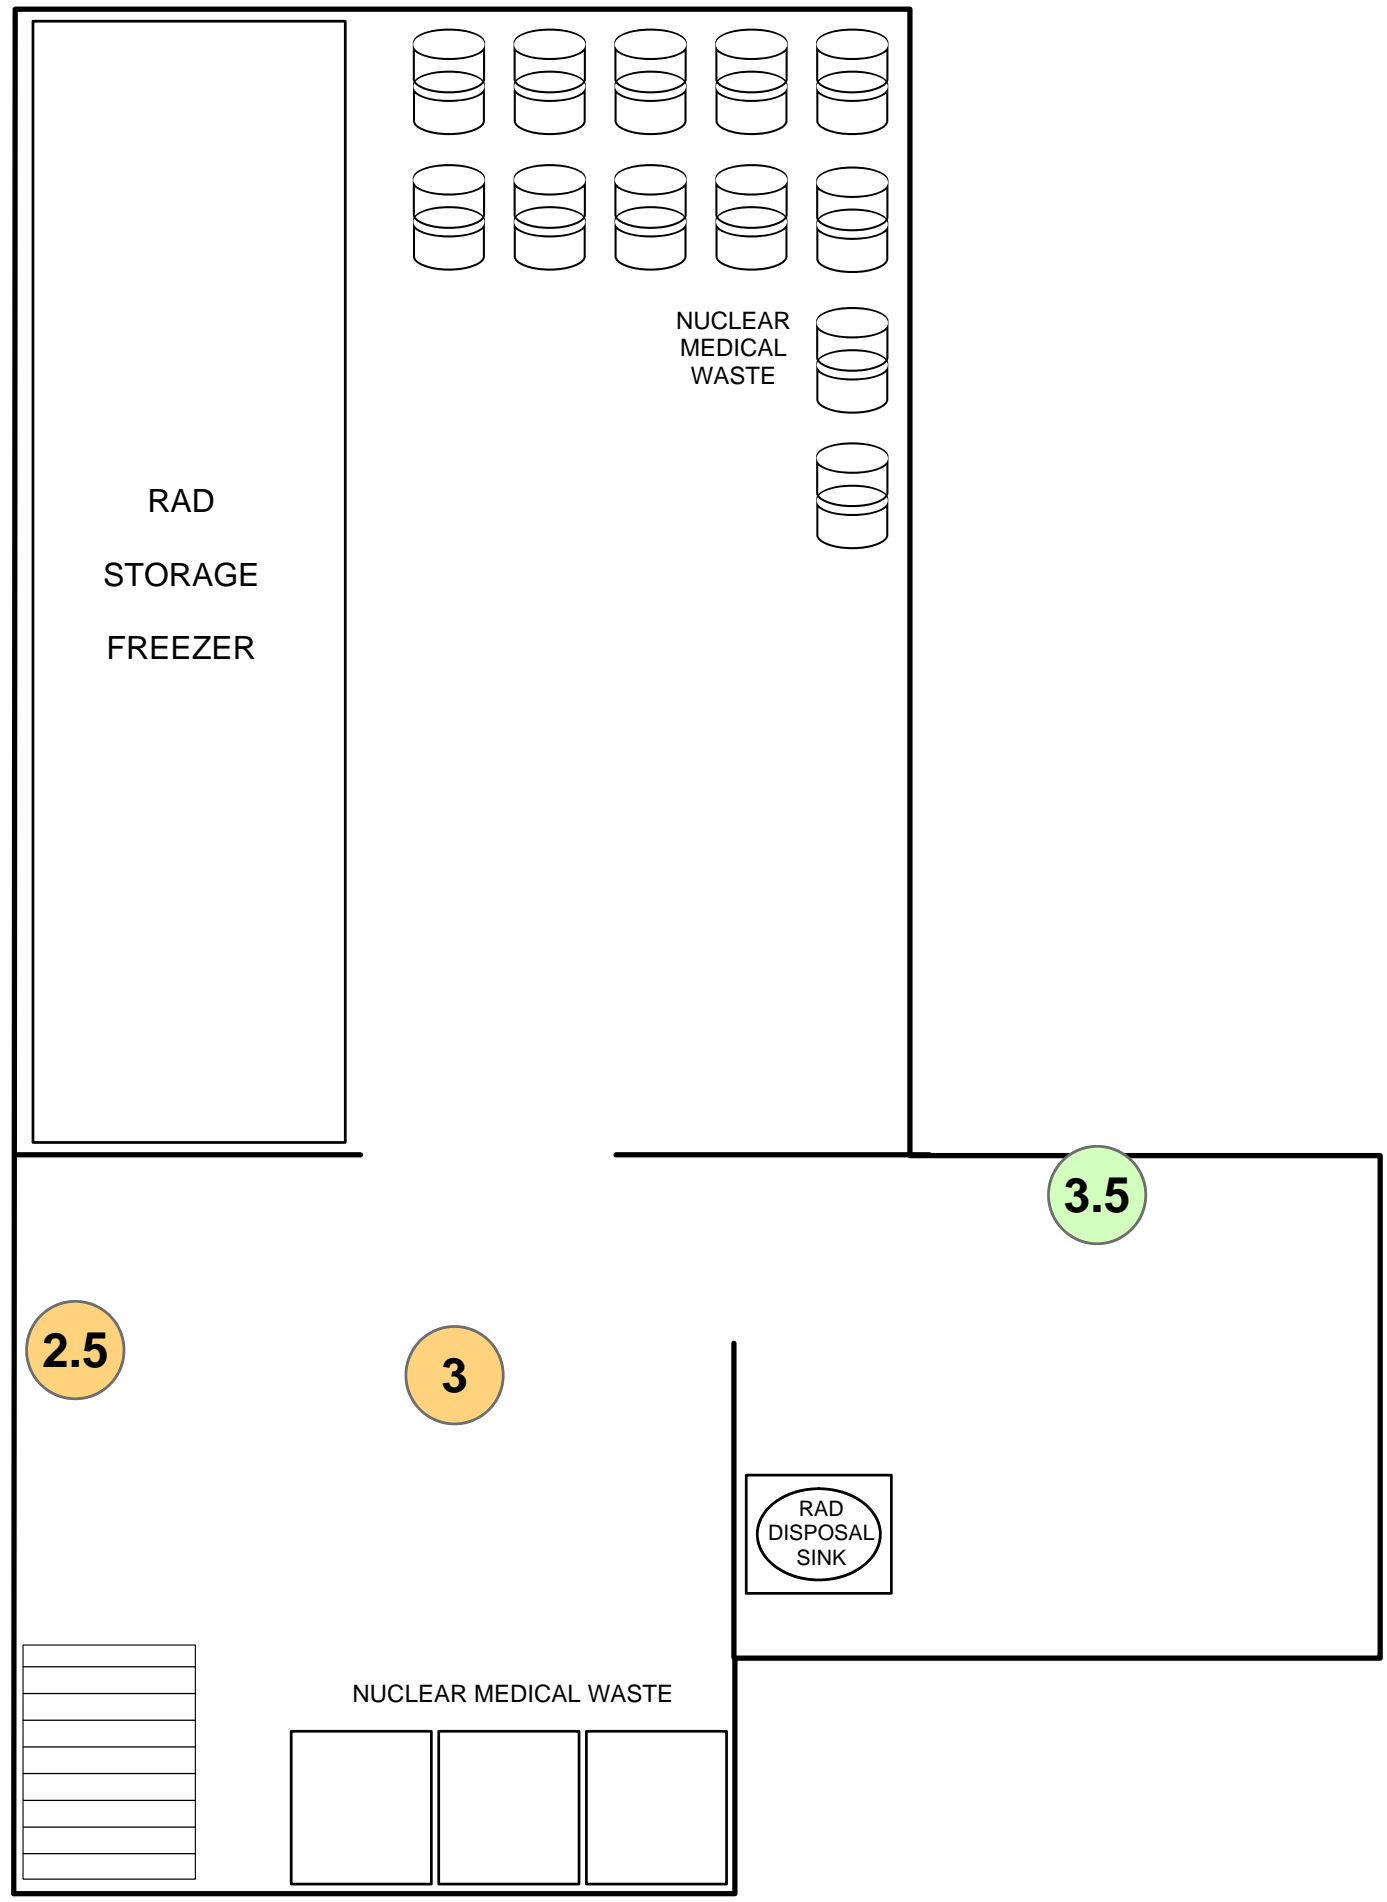 NUCLEAR
MEDICAL
WASTE
RAD
STORAGE
FREEZER
3.5
2.5
3
RAD
DISPOSAL
SINK
NUCLEAR MEDICAL WASTE